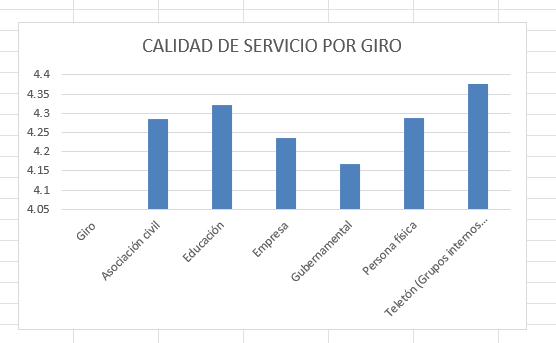 CALIDAD DE SERVICIO POR GIRO
4.4
4.35
4.3
4.25
4.2
4.15
4.1
4.05
Giro
Asociación civil
Educación
Empresa
Gubernamental
Persona física
Teletón (Grupos internos...